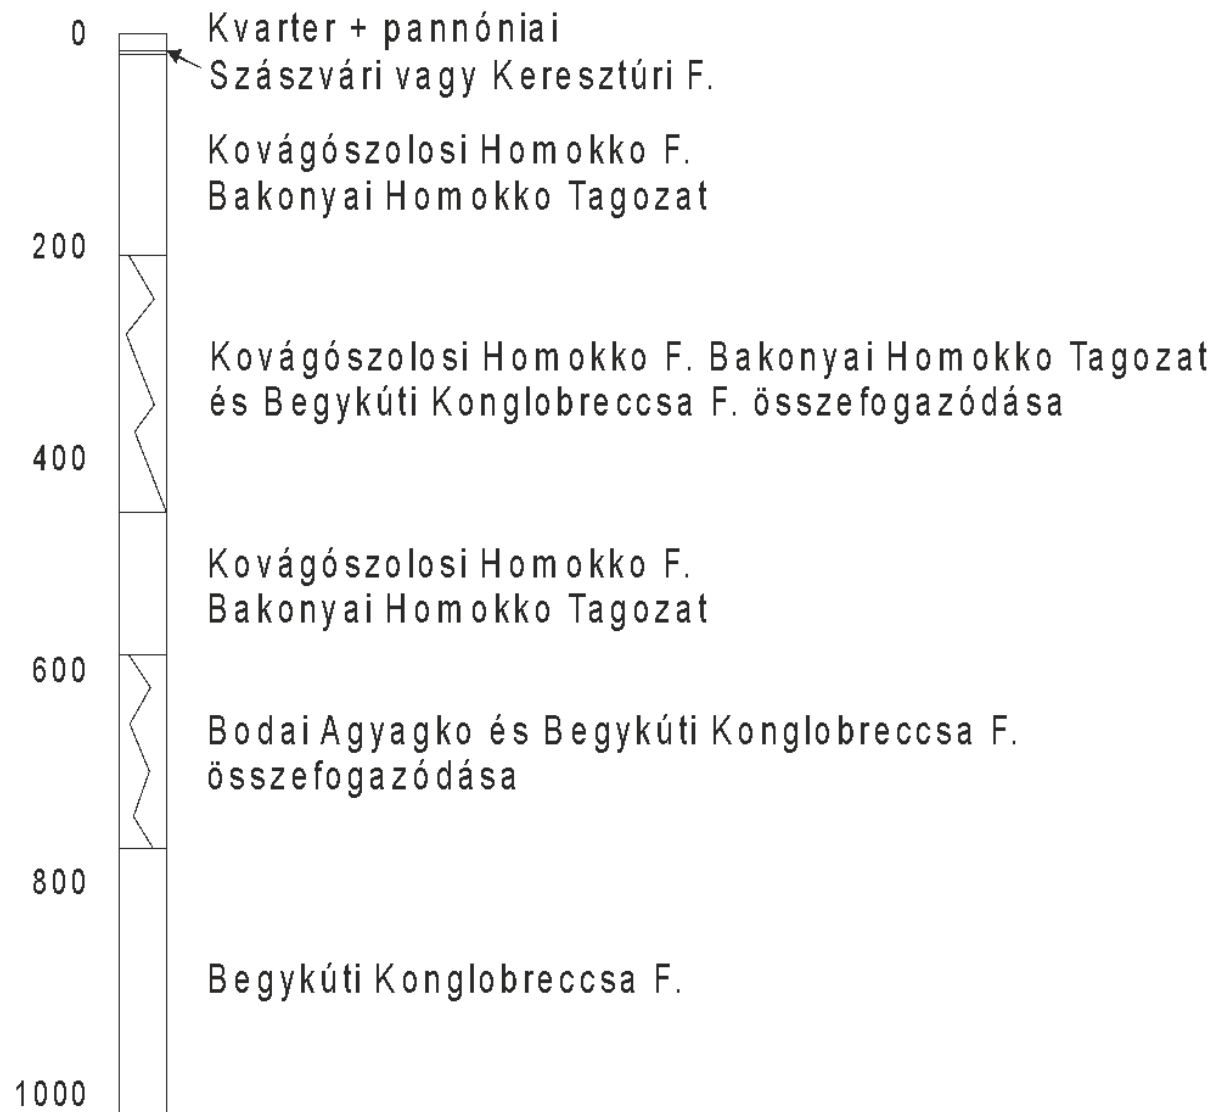 0
Kvarter + pannóniai
Szászvári vagy Keresztúri F.
Kovágószolosi Homokko F.
Bakonyai Homokko Tagozat
200
Kovágószolosi Homokko F. Bakonyai Homokko Tagozat
és Begykúti Konglobreccsa F. összefogazódása
400
Kovágószolosi Homokko F.
Bakonyai Homokko Tagozat
600
Bodai Agyagko és Begykúti Konglobreccsa F.
összefogazódása
800
Begykúti Konglobreccsa F.
1000